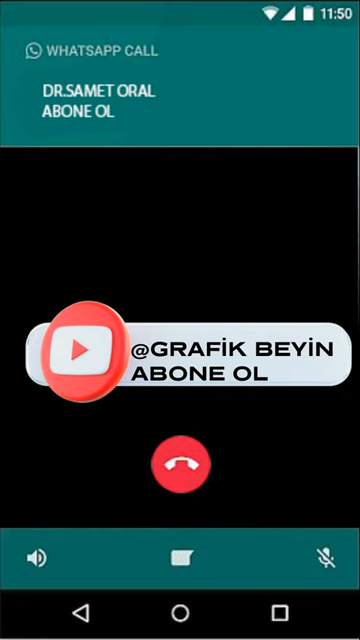 11:50
WHATSAPP CALL
DR.SAMET ORAL
ABONE OL
@GRAFİK BEYİN
ABONE OL